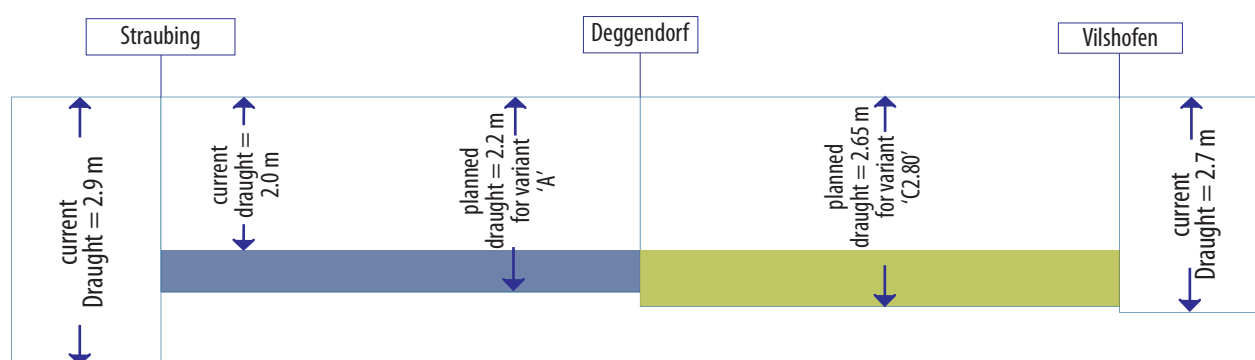 Straubing
Deggendorf
Vilshofen
current
Draught = 2.9 m
current
draught =
2.0 m
planned
draught = 2.2 m
for variant
‘A’
planned
draught = 2.65 m
for variant
‘C2.80’
current
Draught = 2.7 m